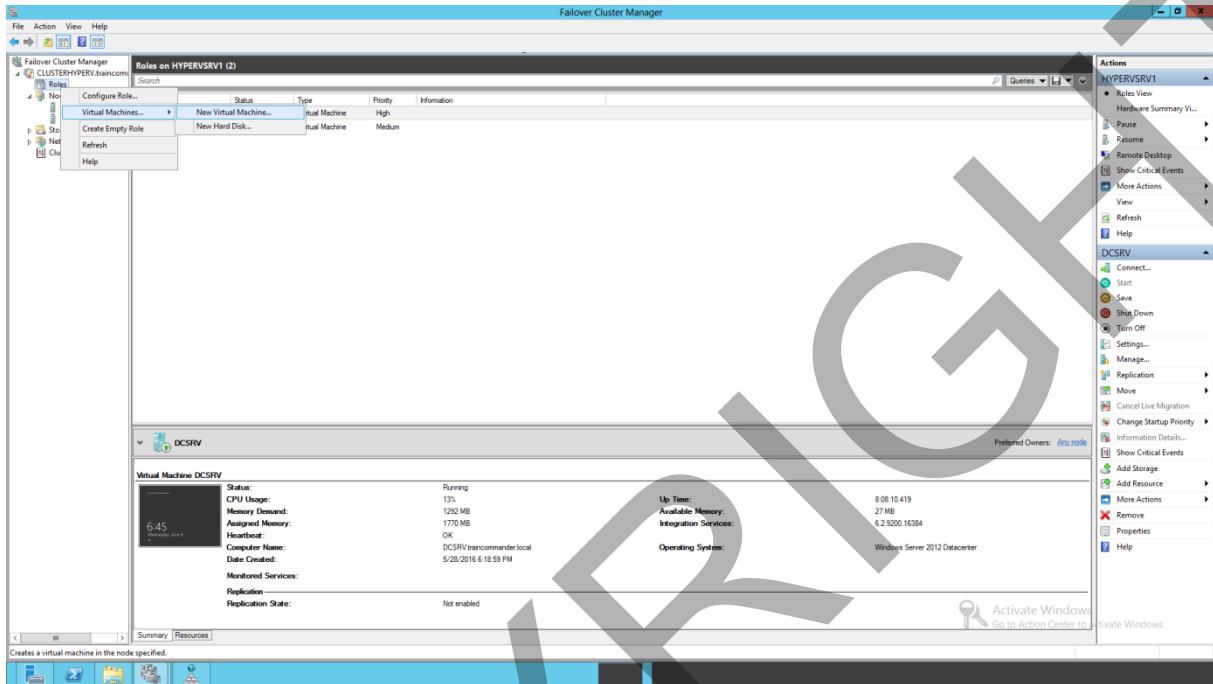 Failover Cluster Manager
File Action View Help
Failover Cluster Manager
CLUSTERHYPERV.traincom
Roles
No
Sto
Net
Clu
Configure Role...
Virtual Machines...
Create Empty Role
Refresh
Help
New Virtual Machine...
New Hard Disk...
Roles on HYPERVSRV1 (2)
Search
Queries
Status Type Priority Information
rtual Machine High
rtual Machine Medium
DCSRV
Preferred Owners: Any node
Virtual Machine DCSRV
6:45
Status: Running
CPU Usage: 13% Up Time: 8:08:10.419
Memory Demand: 1292 MB Available Memory: 27 MB
Assigned Memory: 1770 MB Integration Services: 6.2.9200.16384
Heartbeat: OK
Computer Name: DCSRV.traincommander.local Operating System: Windows Server 2012 Datacenter
Date Created: 5/28/2016 6:18:59 PM
Monitored Services:
Replication
Replication State: Not enabled
Summary Resources
Creates a virtual machine in the node specified.
Actions
HYPERVSRV1
Roles View
Hardware Summary Vi...
Pause
Resume
Remote Desktop
Show Critical Events
More Actions
View
Refresh
Help
DCSRV
Connect...
Start
Save
Shut Down
Turn Off
Settings...
Manage...
Replication
Move
Cancel Live Migration
Change Startup Priority
Information Details...
Show Critical Events
Add Storage
Add Resource
More Actions
Remove
Properties
Help
Activate Windows
Go to Action Center to activate Windows.
YRIGHT